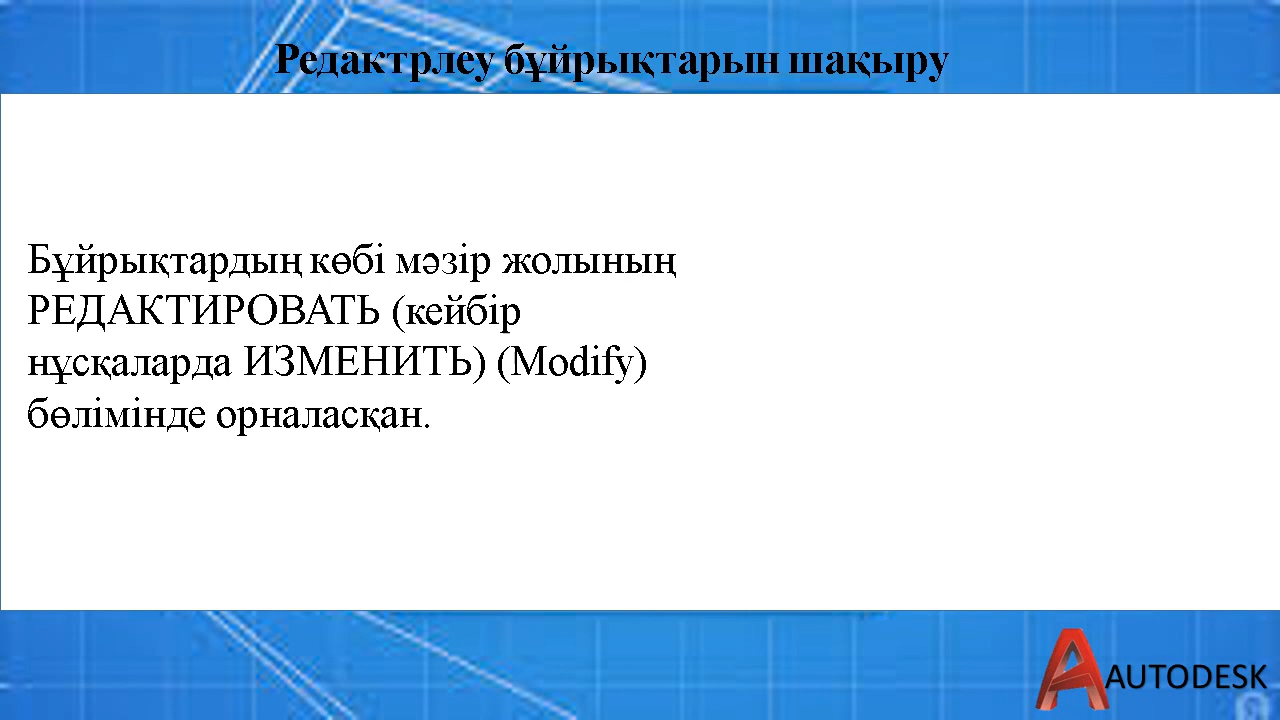 Редактрлеу бұйрықтарын шақыру
Бұйрықтардың көбі мәзір жолының
РЕДАКТИРОВАТЬ (кейбір
нұсқаларда ИЗМЕНИТЬ) (Modify)
бөлімінде орналасқан.
AUTODESK